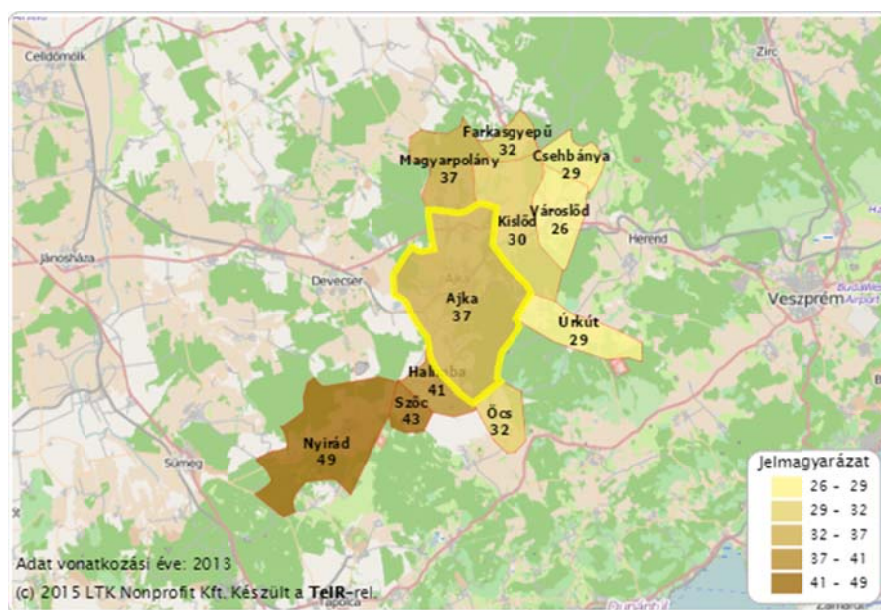 Celldömölk
Zirc
Farkasgyepű
32
Csehbánya
29
Magyarpolány
37
Városlőd
26
Kislőd
30
Herend
Jánosháza
Devecser
Veszprém
Ajka
37
Úrkút
29
41
Szőc
43
Öcs
32
Nyirád
49
Sümeg
Jelmagyarázat
26 - 29
29 - 32
32 - 37
37 - 41
41 - 49
Adat vonatkozási éve: 2013
(c) 2015 LTK Nonprofit Kft. Készült a TeIR-rel.
Tapolca